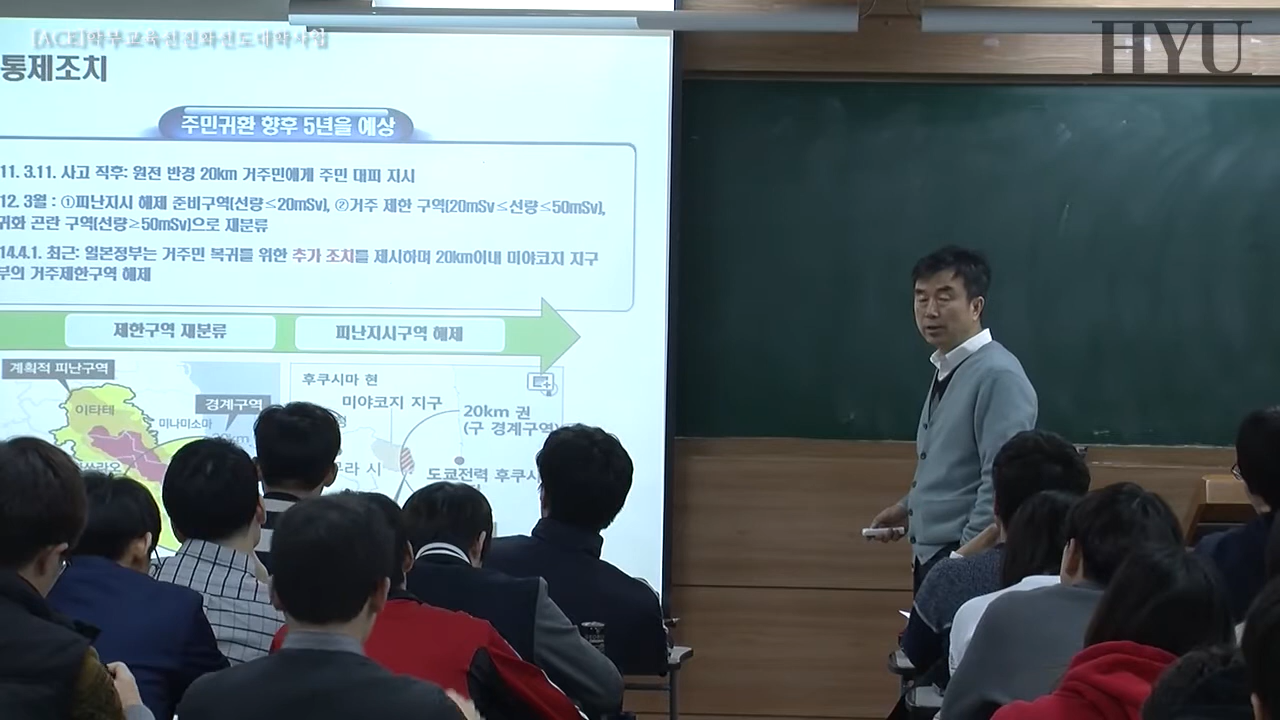 [ACE]학부교육선진화선도대학사업
HYU
통제조치
주민귀환 향후 5년을 예상
11. 3.11. 사고 직후: 원전 반경 20km 거주민에게 주민 대피 지시
12. 3월 : ①피난지시 해제 준비구역(선량≤20mSv), ②거주 제한 구역(20mSv≤선량≤50mSv),
귀화 곤란 구역(선량≥50mSv)으로 재분류
14.4.1. 최근: 일본정부는 거주민 복귀를 위한 추가 조치를 제시하며 20km이내 미야코지 지구
부의 거주제한구역 해제
제한구역 재분류
피난지시구역 해제
계획적 피난구역
이타테
경계구역
미나미소마
후쿠시마 현
미야코지 지구
20km 권
(구 경계구역)
무라 시
도쿄전력 후쿠시